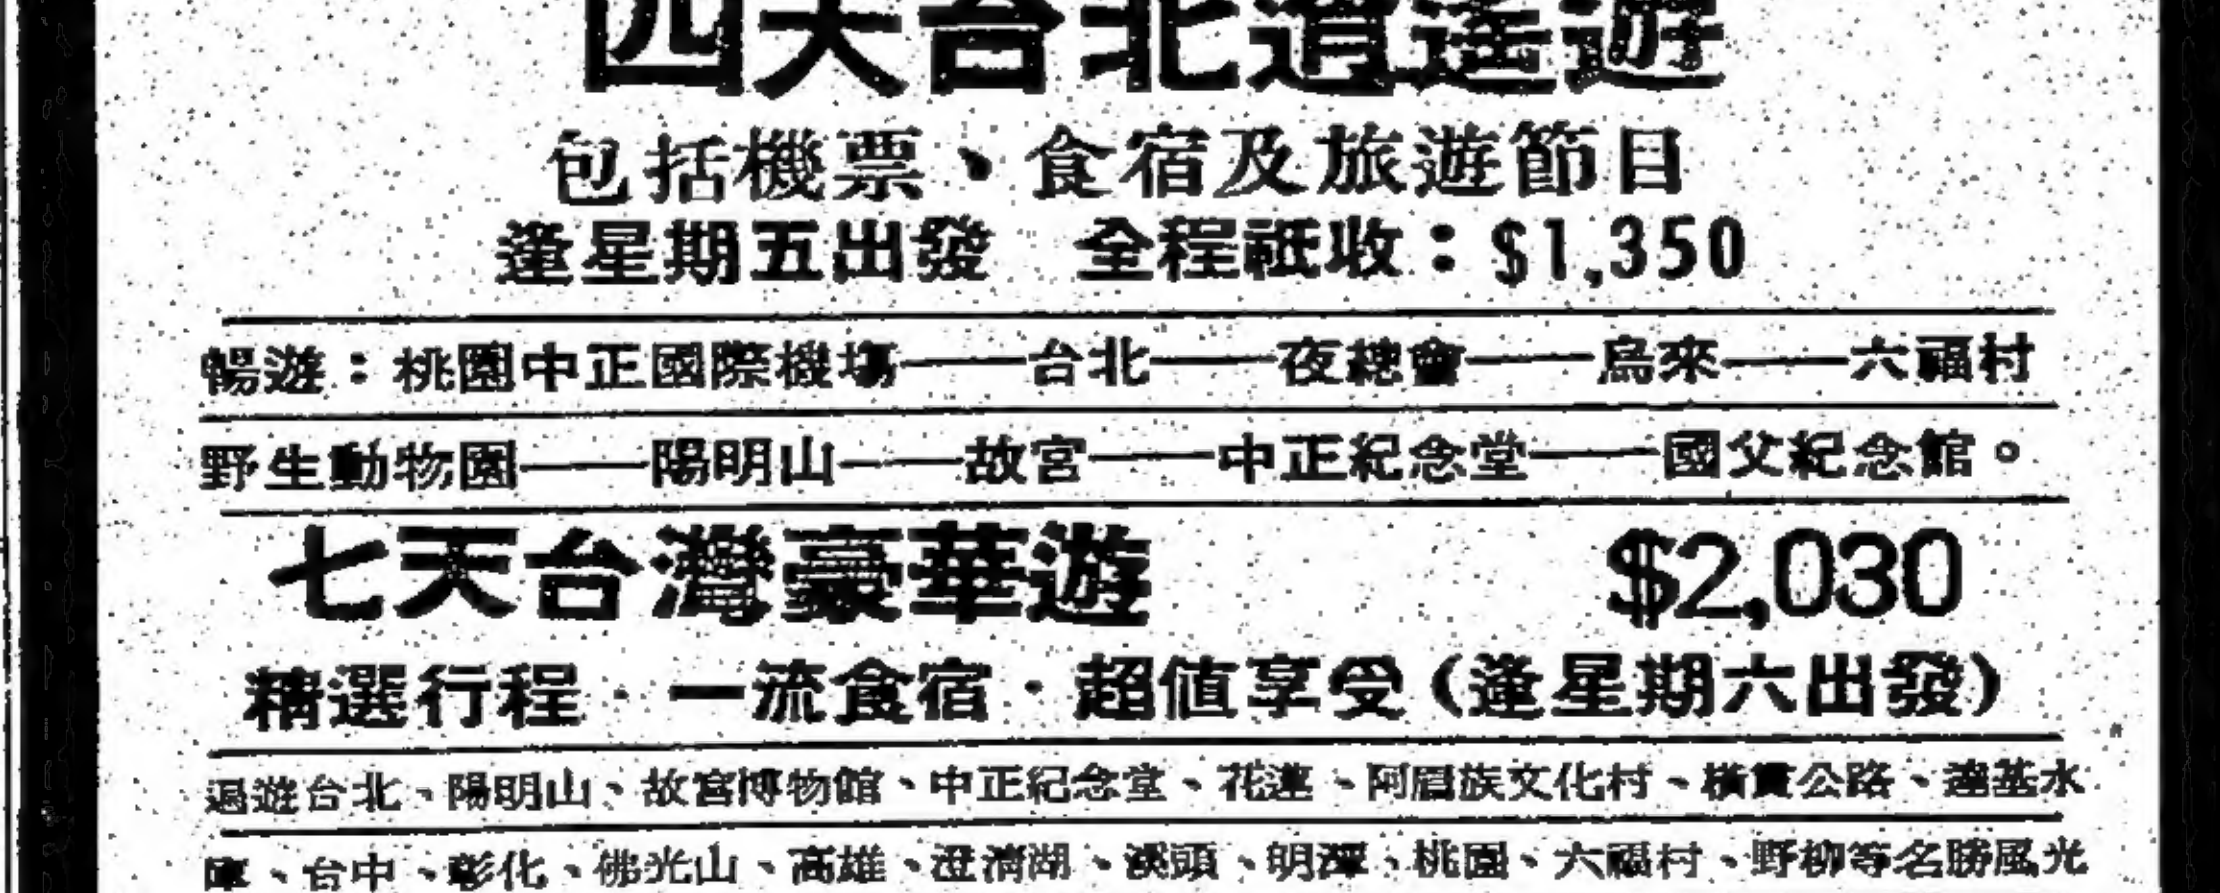 四天台北逍遙遊
包括機票、食宿及旅遊節日
逢星期五出發 全程祗收：$1,350
暢遊：桃園中正國際機場——台北——夜總會——烏來——六福村
野生動物園——陽明山——故宮——中正紀念堂——國父紀念館。
七天台灣豪華遊 $2,030
精選行程·一流食宿·超值享受（逢星期六出發）
遍遊台北、陽明山、故宮博物館、中正紀念堂、花蓮、阿眉族文化村、橫貫公路、達基水
庫、台中、彰化、佛光山、高雄、澄清湖、溪頭、明潭、桃園、六福村、野柳等名勝風光